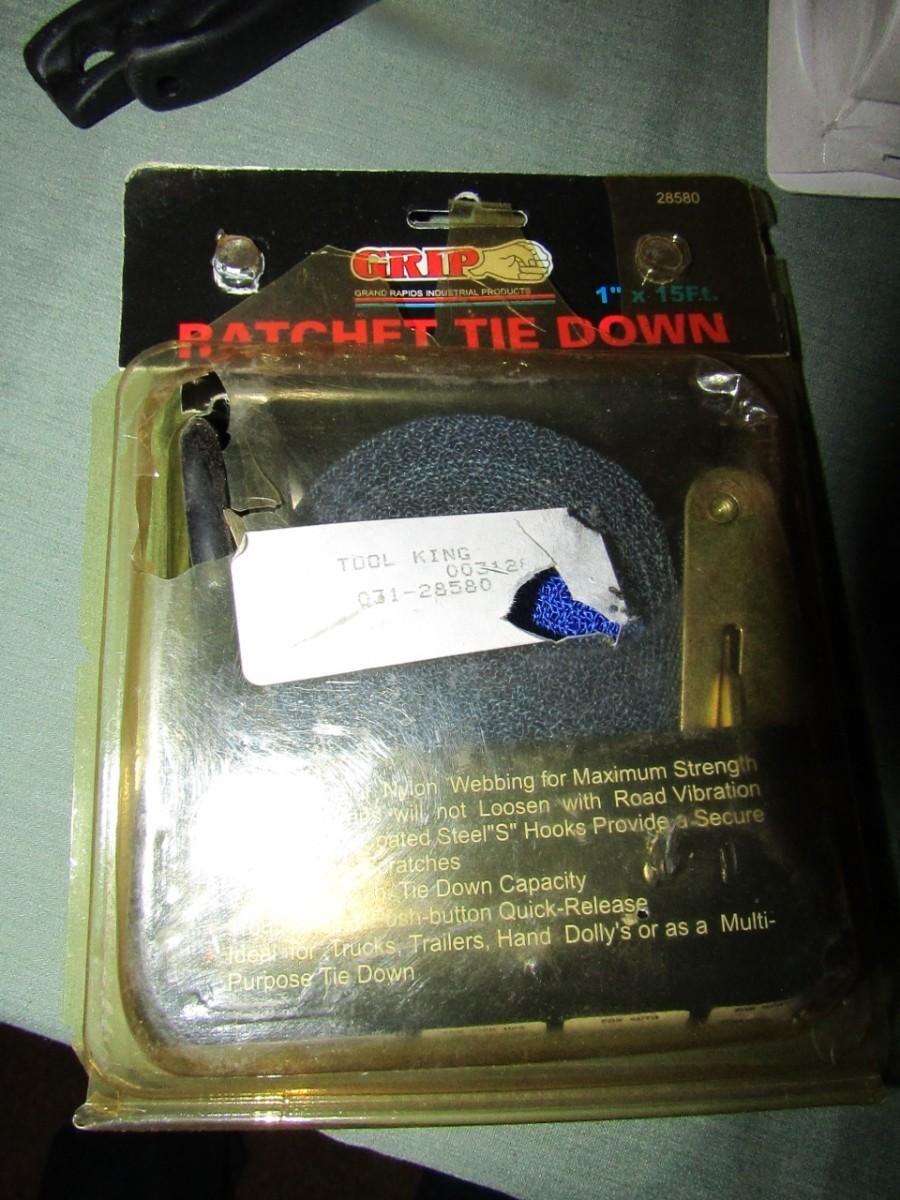 28580
GRIP
GRAND RAPIDS INDUSTRIAL PRODUCTS
1" x 15Ft.
RATCHET TIE DOWN
TOOL KING
003128
031-28580
Nylon Webbing for Maximum Strength
will not Loosen with Road Vibration
Steel"S" Hooks Provide a Secure
Tie Down Capacity
Push-button Quick-Release
Ideal for Trucks, Trailers, Hand Dolly's or as a Multi-
Purpose Tie Down